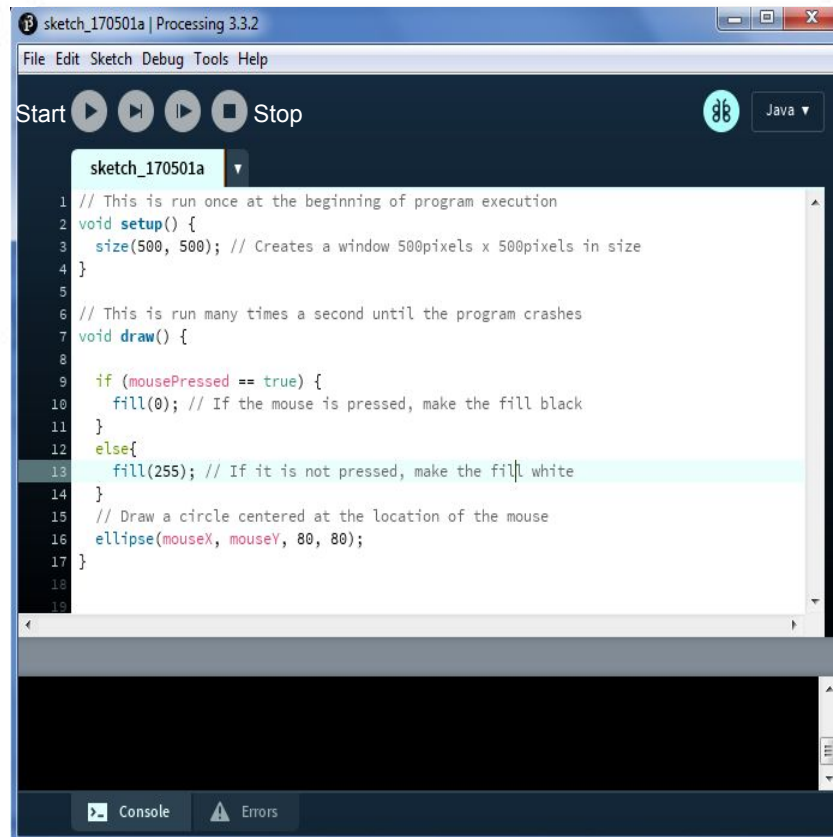 sketch_170501a | Processing 3.3.2
File Edit Sketch Debug Tools Help
Start Stop Java
sketch_170501a
1 // This is run once at the beginning of program execution
2 void setup() {
3   size(500, 500); // Creates a window 500pixels x 500pixels in size
4 }
5
6 // This is run many times a second until the program crashes
7 void draw() {
8
9   if (mousePressed == true) {
10     fill(0); // If the mouse is pressed, make the fill black
11   }
12   else{
13     fill(255); // If it is not pressed, make the fill white
14   }
15   // Draw a circle centered at the location of the mouse
16   ellipse(mouseX, mouseY, 80, 80);
17 }
18
19
Console Errors